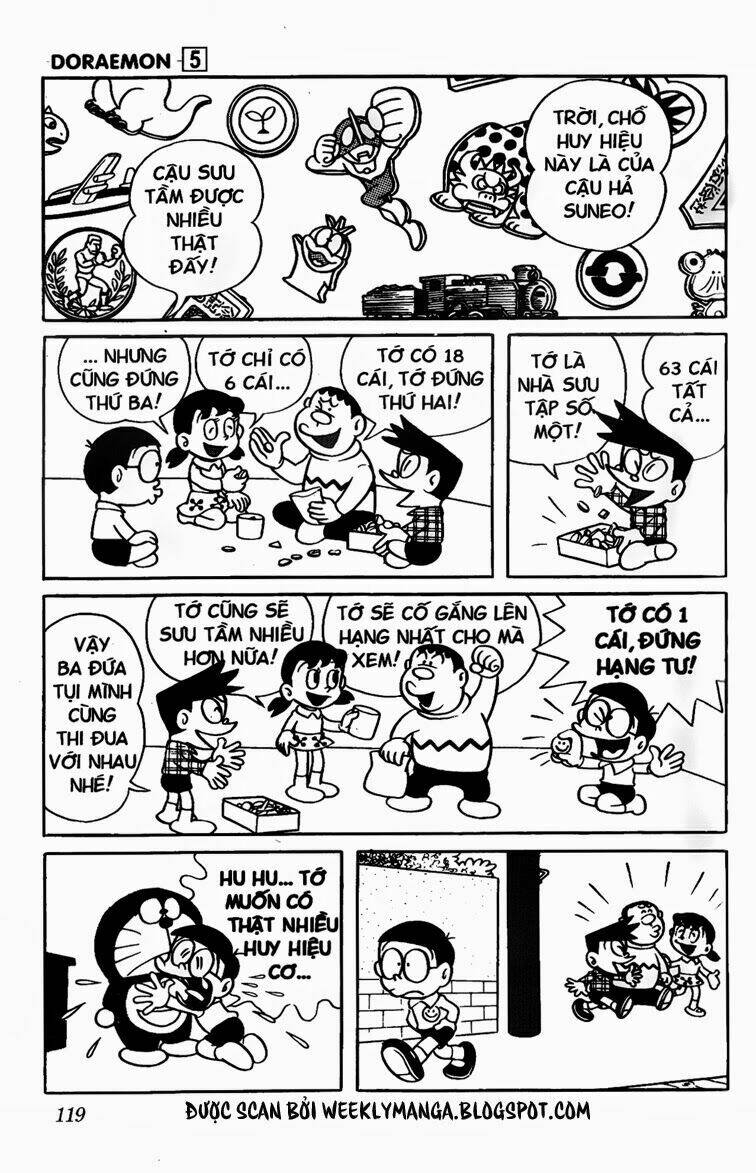 DORAEMON 5
TRỜI, CHỖ
HUY HIỆU
NÀY LÀ CỦA
CẬU HẢ
SUNEO!
CẬU SƯU
TẦM ĐƯỢC
NHIỀU
THẬT
ĐẤY!
63 CÁI
TẤT
CẢ...
TỚ LÀ
NHÀ SƯU
TẬP SỐ
MỘT!
TỚ CÓ 18
CÁI, TỚ ĐỨNG
THỨ HAI!
TỚ CHỈ CÓ
6 CÁI...
... NHƯNG
CŨNG ĐỨNG
THỨ BA!
TỚ CÓ 1
CÁI, ĐỨNG
HẠNG TƯ!
TỚ SẼ CỐ GẮNG LÊN
HẠNG NHẤT CHO MÀ
XEM!
TỚ CŨNG SẼ
SƯU TẦM NHIỀU
HƠN NỮA!
VẬY
BA ĐỨA
TỤI MÌNH
CÙNG
THI ĐUA
VỚI NHAU
NHÉ!
HU HU... TỚ
MUỐN CÓ
THẬT NHIỀU
HUY HIỆU
CƠ...
119
ĐƯỢC SCAN BỞI WEEKLYMANGA.BLOGSPOT.COM